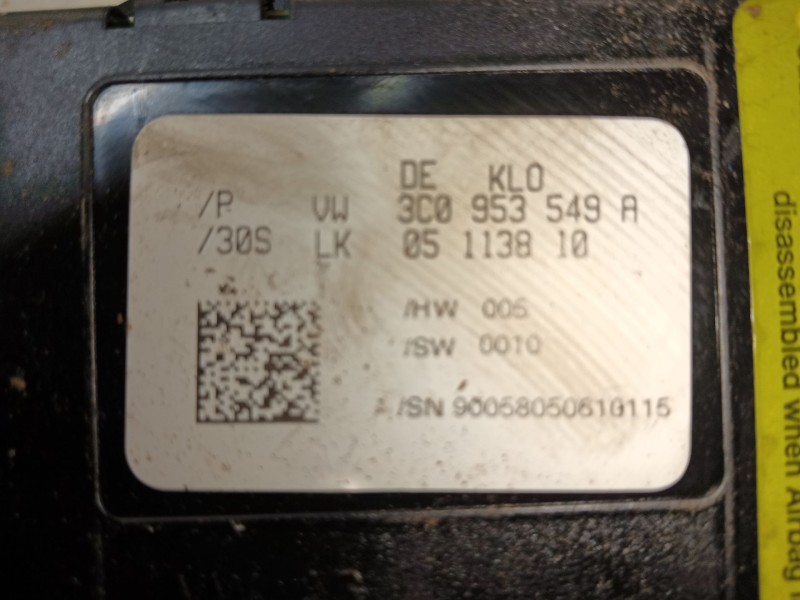 DE KLO
/P VW 3C0 953 549 A
/30S LK 05 1138 10
/HW 005
/SW 0010
/SN 90058050610115
disassembled when Airbag